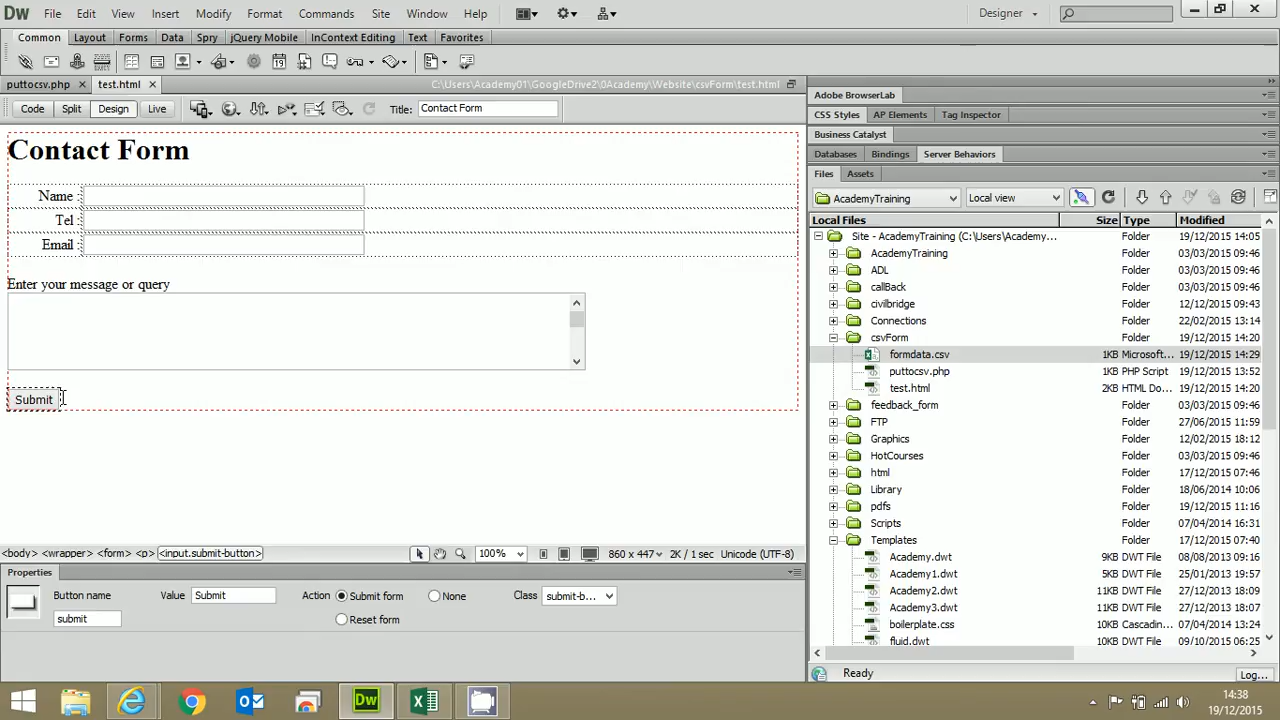 Dw File Edit View Insert Modify Format Commands Site Window Help Designer
Common Layout Forms Data Spry jQuery Mobile InContext Editing Text Favorites
puttocsv.php × test.html × C:\Users\Academy01\GoogleDrive2\0Academy\Website\csvForm\test.html
Code Split Design Live Title: Contact Form
Contact Form
Name :
Tel :
Email :
Enter your message or query
Submit
<body> <wrapper> <form> <p> <input.submit-button> 100% 860 x 447 2K / 1 sec Unicode (UTF-8)
Properties
Button name Value Submit Action Submit form None Class submit-b...
submit Reset form
Adobe BrowserLab
CSS Styles AP Elements Tag Inspector
Business Catalyst
Databases Bindings Server Behaviors
Files Assets
AcademyTraining Local view
Local Files Size Type Modified
Site - AcademyTraining (C:\Users\Academy... Folder 19/12/2015 14:05
AcademyTraining Folder 03/03/2015 09:46
ADL Folder 03/03/2015 09:46
callBack Folder 03/03/2015 09:46
civilbridge Folder 12/12/2015 09:43
Connections Folder 22/02/2015 13:14
csvForm Folder 19/12/2015 14:20
formdata.csv 1KB Microsoft... 19/12/2015 14:29
puttocsv.php 1KB PHP Script 19/12/2015 13:52
test.html 2KB HTML Do... 19/12/2015 14:20
feedback_form Folder 03/03/2015 09:46
FTP Folder 27/06/2015 11:59
Graphics Folder 12/02/2015 18:12
HotCourses Folder 03/03/2015 09:46
html Folder 17/12/2015 07:46
Library Folder 18/06/2014 10:06
pdfs Folder 19/12/2015 11:16
Scripts Folder 07/04/2014 16:31
Templates Folder 17/12/2015 07:40
Academy.dwt 9KB DWT File 08/08/2013 09:16
Academy1.dwt 5KB DWT File 25/01/2013 19:57
Academy2.dwt 11KB DWT File 27/12/2013 18:09
Academy3.dwt 11KB DWT File 27/12/2013 18:07
boilerplate.css 10KB Cascadin... 07/04/2014 13:24
fluid.dwt 10KB DWT File 09/10/2015 06:25
Ready Log...
Dw
14:38
19/12/2015